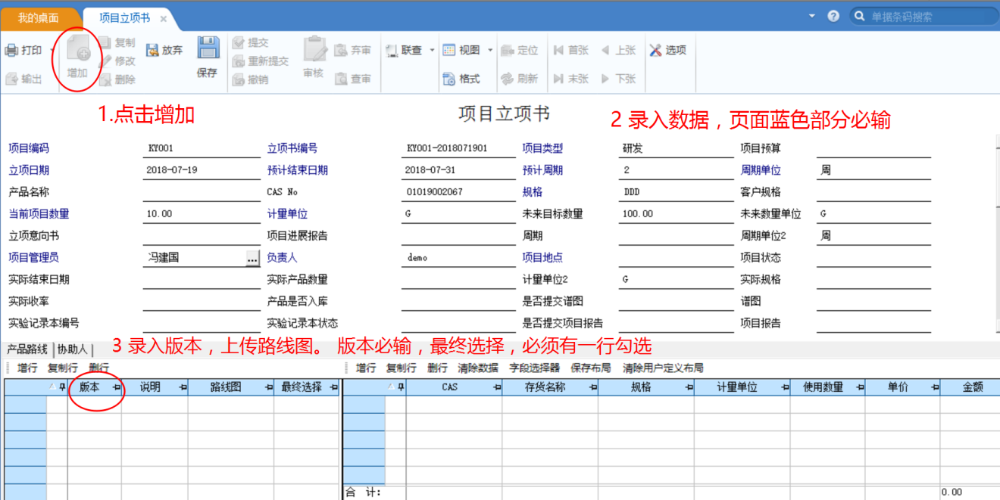 我的桌面 项目立项书 × ? 单据条码搜索
打印 增加 复制 修改 删除 放弃 保存 提交 重新提交 撤销 审核 弃审 查审 联查 视图 格式 定位 刷新 首张 上张 末张 下张 选项
输出
1.点击增加
项目立项书
2 录入数据，页面蓝色部分必输
项目编码 KY001 立项书编号 KY001-2018071901 项目类型 研发 项目预算
立项日期 2018-07-19 预计结束日期 2018-07-31 预计周期 2 周期单位 周
产品名称 CAS No 01019002067 规格 DDD 客户规格
当前项目数量 10.00 计量单位 G 未来目标数量 100.00 未来数量单位 G
立项意向书 项目进展报告 周期 周期单位2 周
项目管理员 冯建国 ... 负责人 demo 项目地点 项目状态
实际结束日期 实际产品数量 计量单位2 G 实际规格
实际收率 产品是否入库 是否提交谱图 谱图
实验记录本编号 实验记录本状态 是否提交项目报告 项目报告
3 录入版本，上传路线图。 版本必输，最终选择，必须有一行勾选
产品路线 协助人
增行 复制行 删行 增行 复制行 删行 清除数据 字段选择器 保存布局 清除用户定义布局
版本 说明 路线图 最终选择 CAS 存货名称 规格 计量单位 使用数量 单价 金额
合 计: 0.00